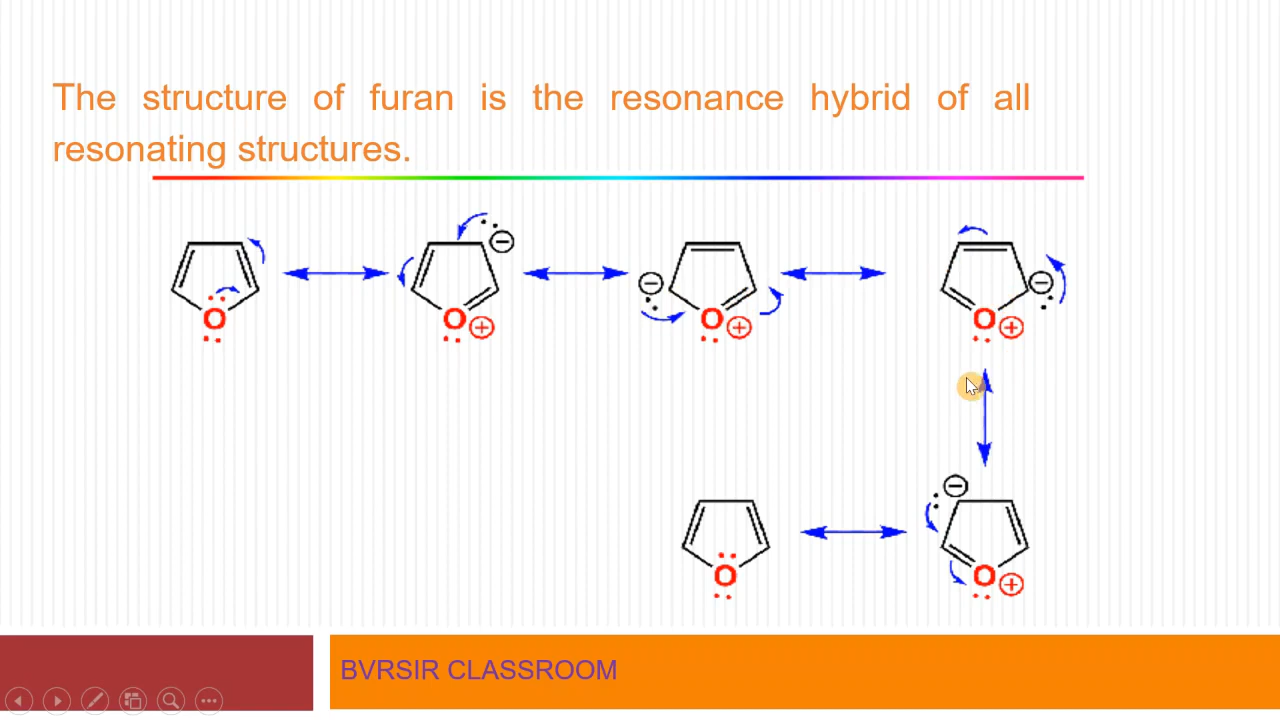 The structure of furan is the resonance hybrid of all
resonating structures.
O
O
O
O
O
O
BVRSIR CLASSROOM